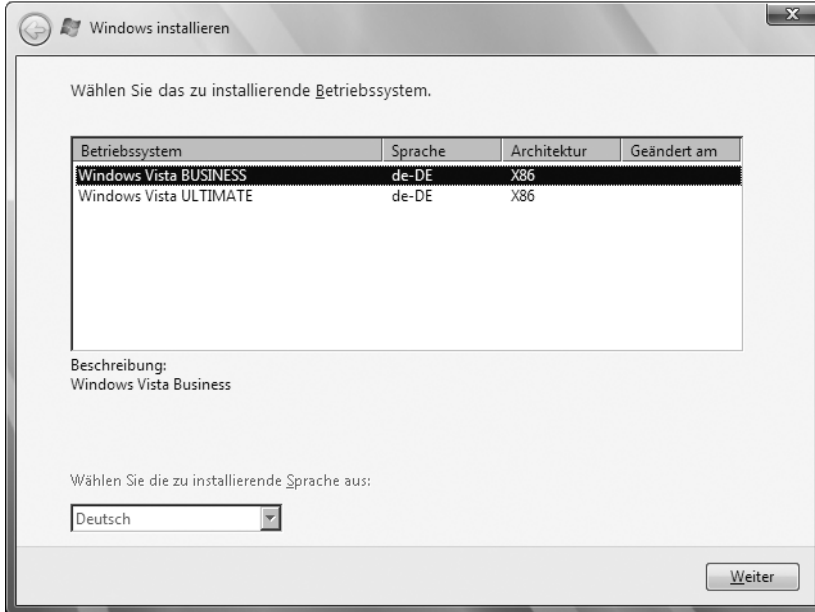 Windows installieren
Wählen Sie das zu installierende Betriebssystem.
Betriebssystem Sprache Architektur Geändert am
Windows Vista BUSINESS de-DE X86
Windows Vista ULTIMATE de-DE X86
Beschreibung:
Windows Vista Business
Wählen Sie die zu installierende Sprache aus:
Deutsch
Weiter